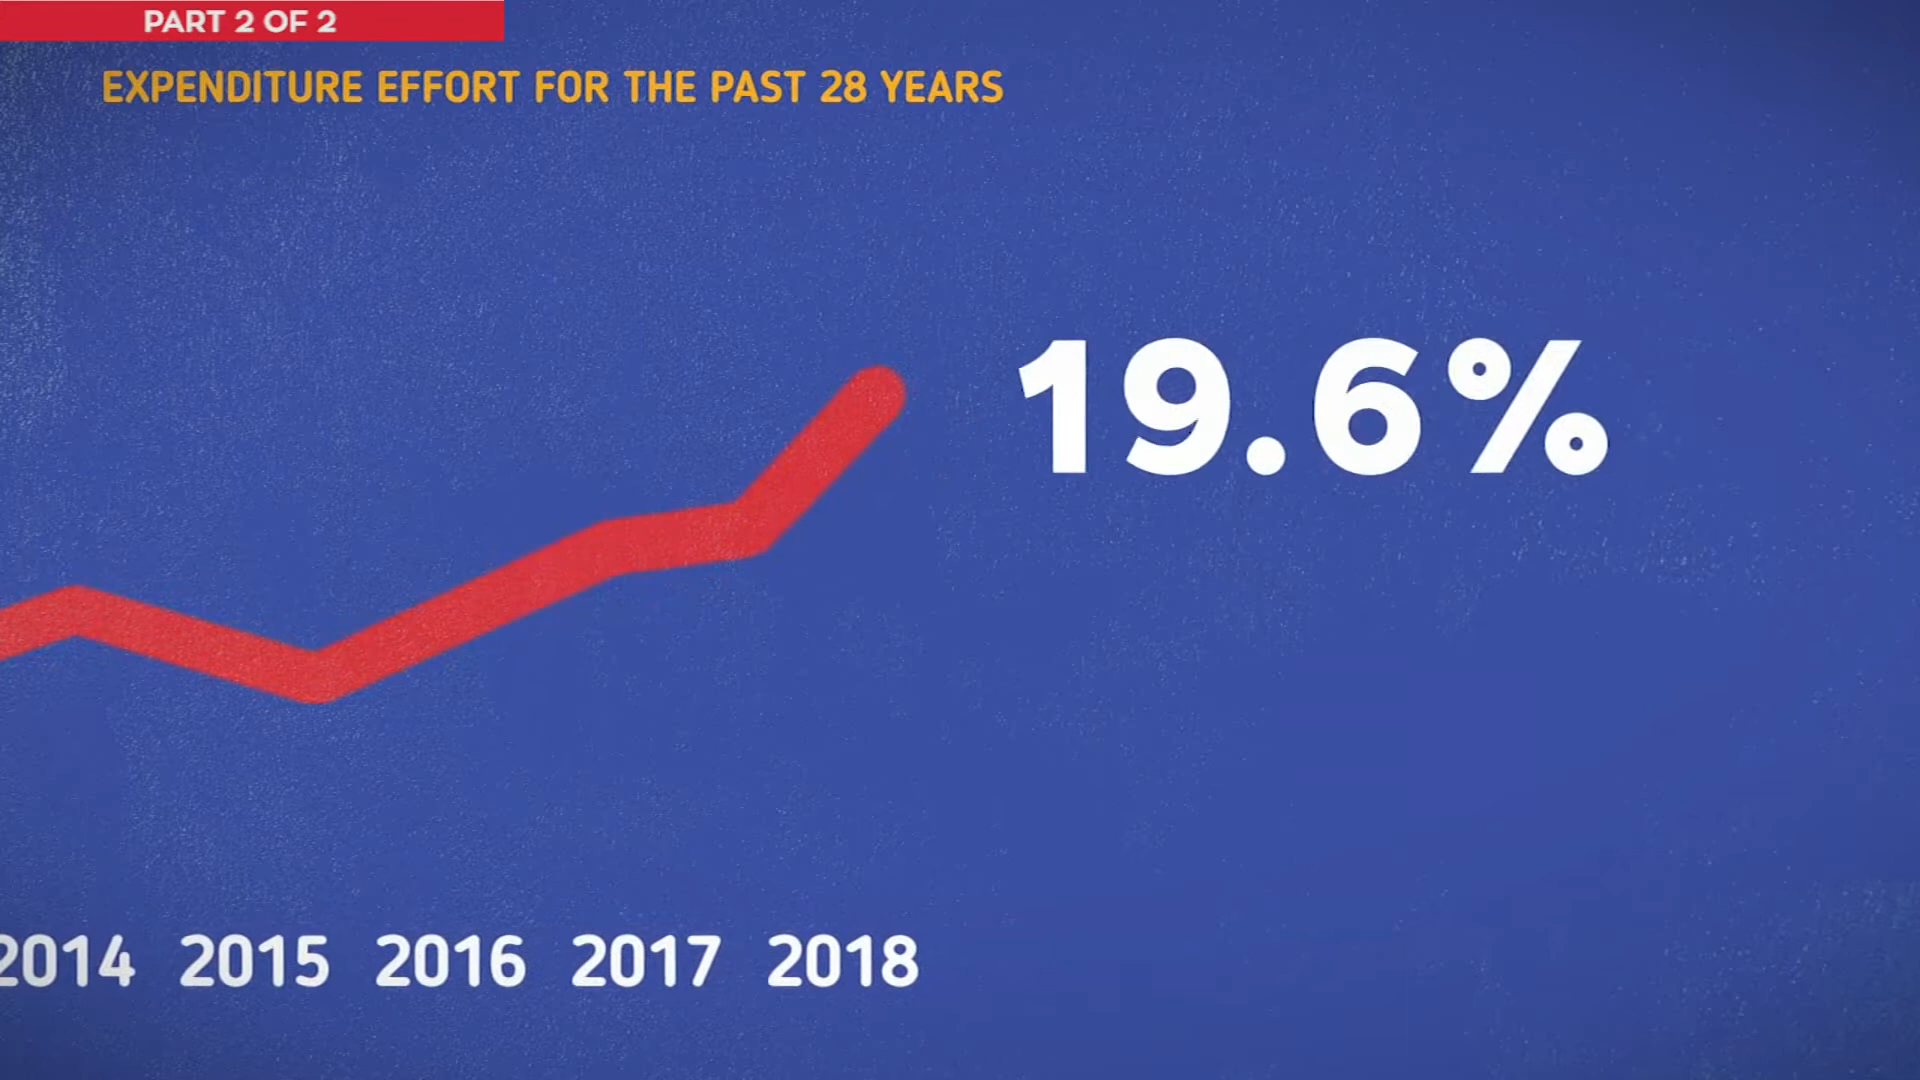 PART 2 OF 2
EXPENDITURE EFFORT FOR THE PAST 28 YEARS
19.6%
2014 2015 2016 2017 2018